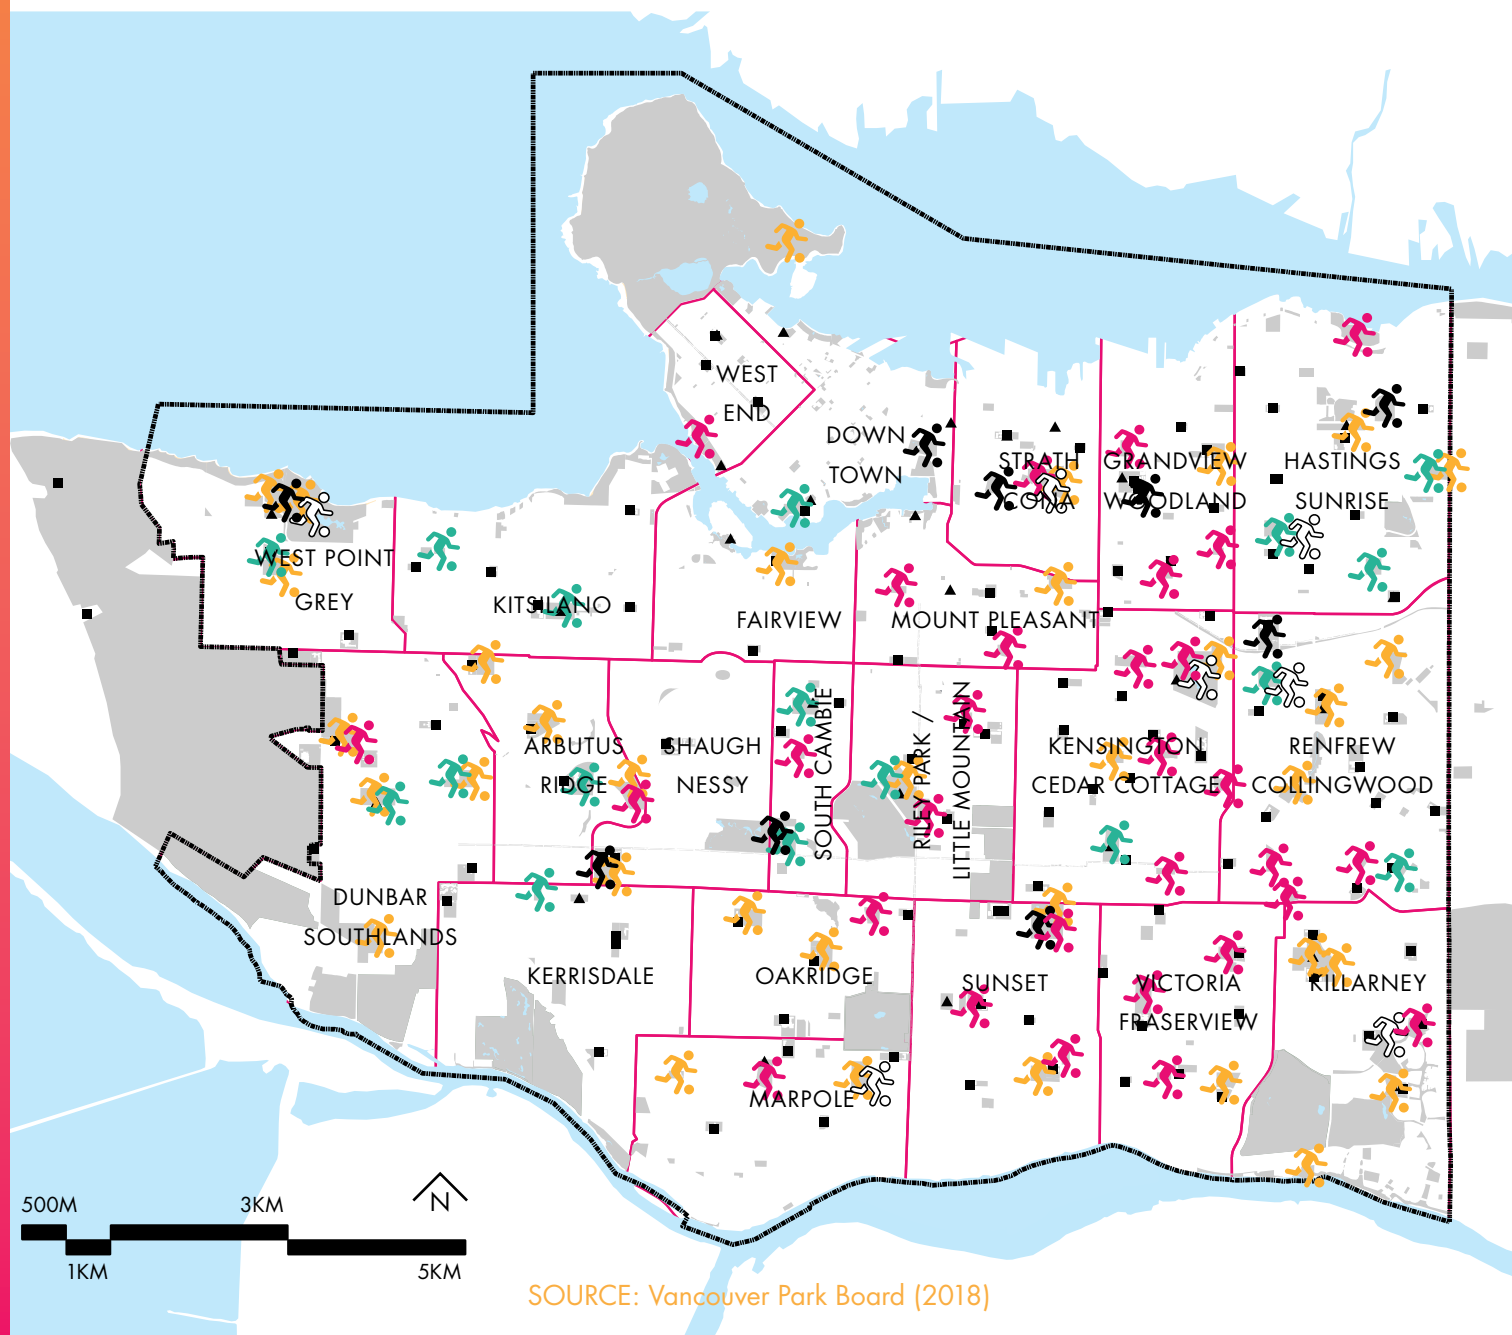 WEST
END
DOWN
TOWN
STRATH
CONA
GRANDVIEW
WOODLAND
HASTINGS
SUNRISE
WEST POINT
GREY
KITSILANO
FAIRVIEW
MOUNT PLEASANT
ARBUTUS
RIDGE
SHAUGH
NESSY
SOUTH CAMBIE
RILEY PARK /
LITTLE MOUNTAIN
KENSINGTON
CEDAR COTTAGE
RENFREW
COLLINGWOOD
DUNBAR
SOUTHLANDS
KERRISDALE
OAKRIDGE
SUNSET
VICTORIA
FRASERVIEW
KILLARNEY
MARPOLE
500M
3KM
N
1KM
5KM
SOURCE: Vancouver Park Board (2018)